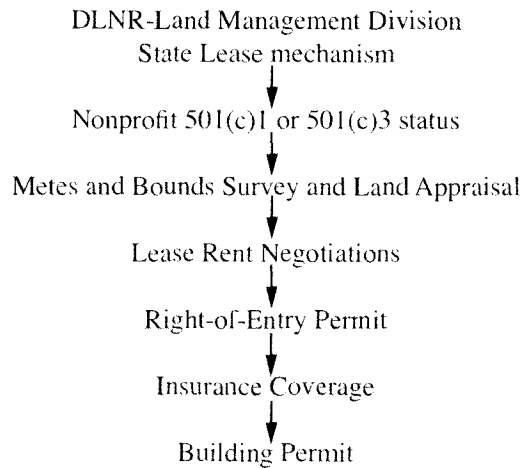 DLNR-Land Management Division
State Lease mechanism
Nonprofit 501(c)1 or 501(c)3 status
Metes and Bounds Survey and Land Appraisal
Lease Rent Negotiations
Right-of-Entry Permit
Insurance Coverage
Building Permit